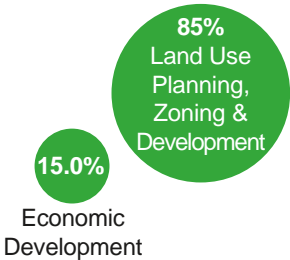 85%
Land Use
Planning,
Zoning &
Development
15.0%
Economic
Development